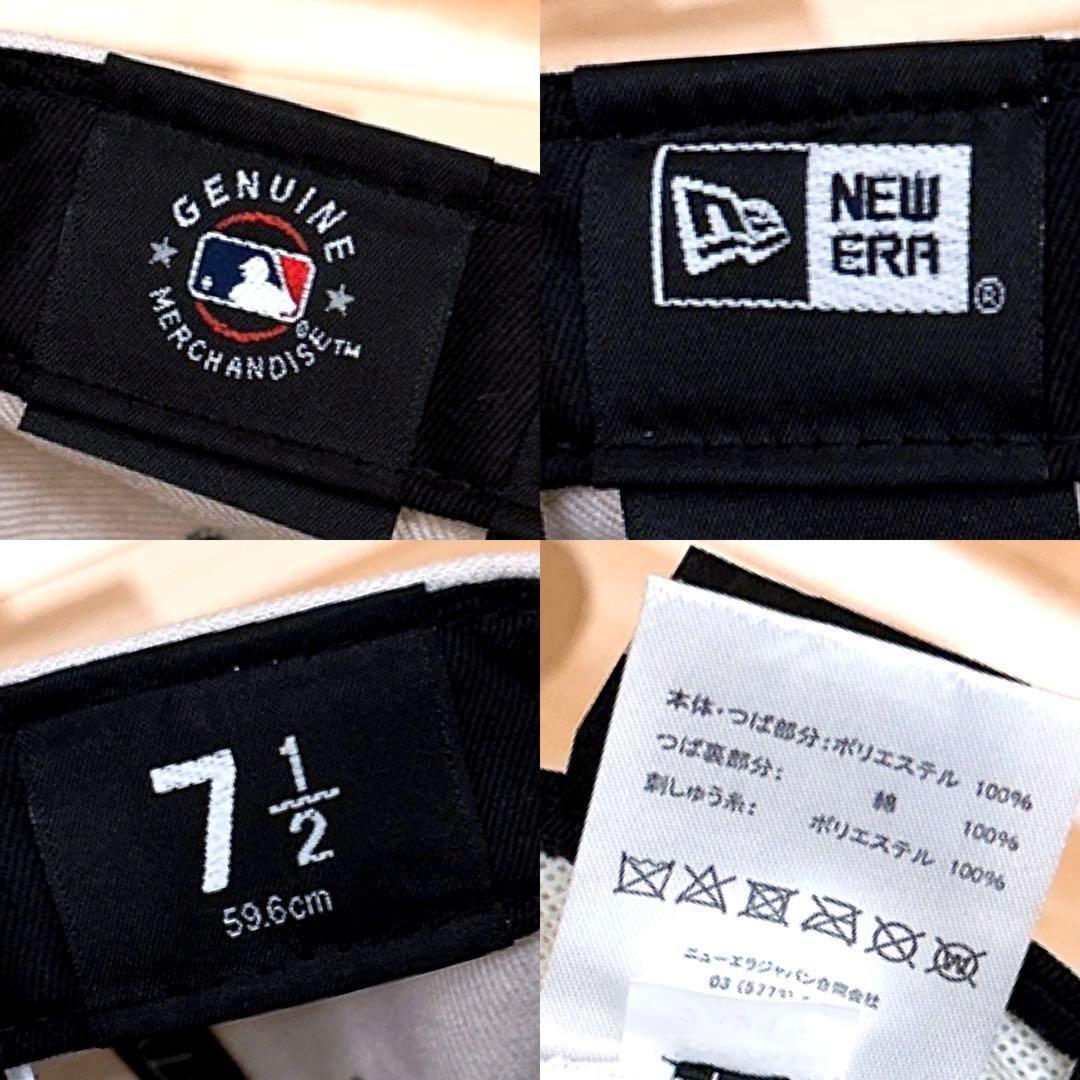 GENUINE
MERCHANDISE™
NEW
ERA
®
7 1/2
59.6cm
本体・つば部分:ポリエステル 100%
つば裏部分: 綿 100%
刺しゅう糸: ポリエステル 100%
W
ニューエラジャパン合同会社
03